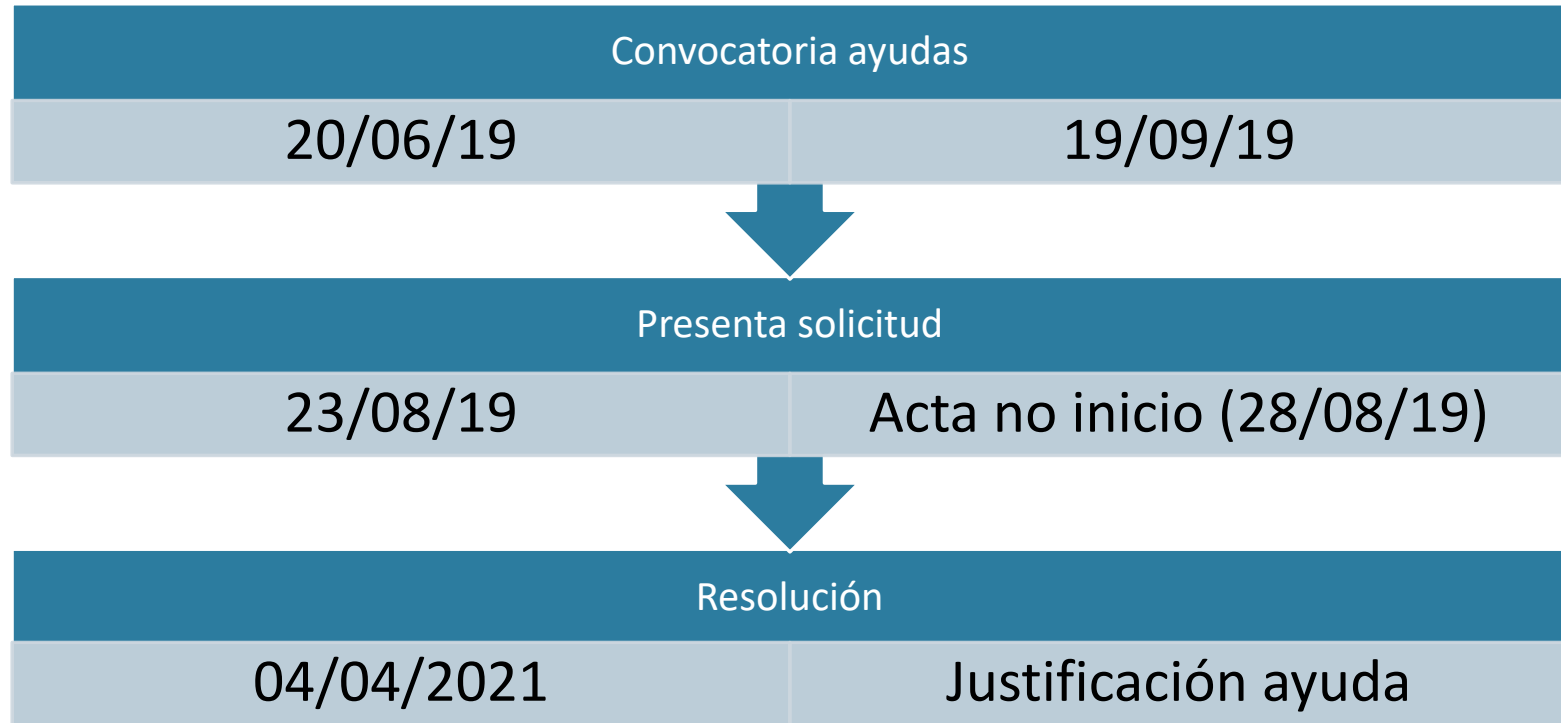 Convocatoria ayudas
20/06/19 19/09/19
Presenta solicitud
23/08/19 Acta no inicio (28/08/19)
Resolución
04/04/2021 Justificación ayuda